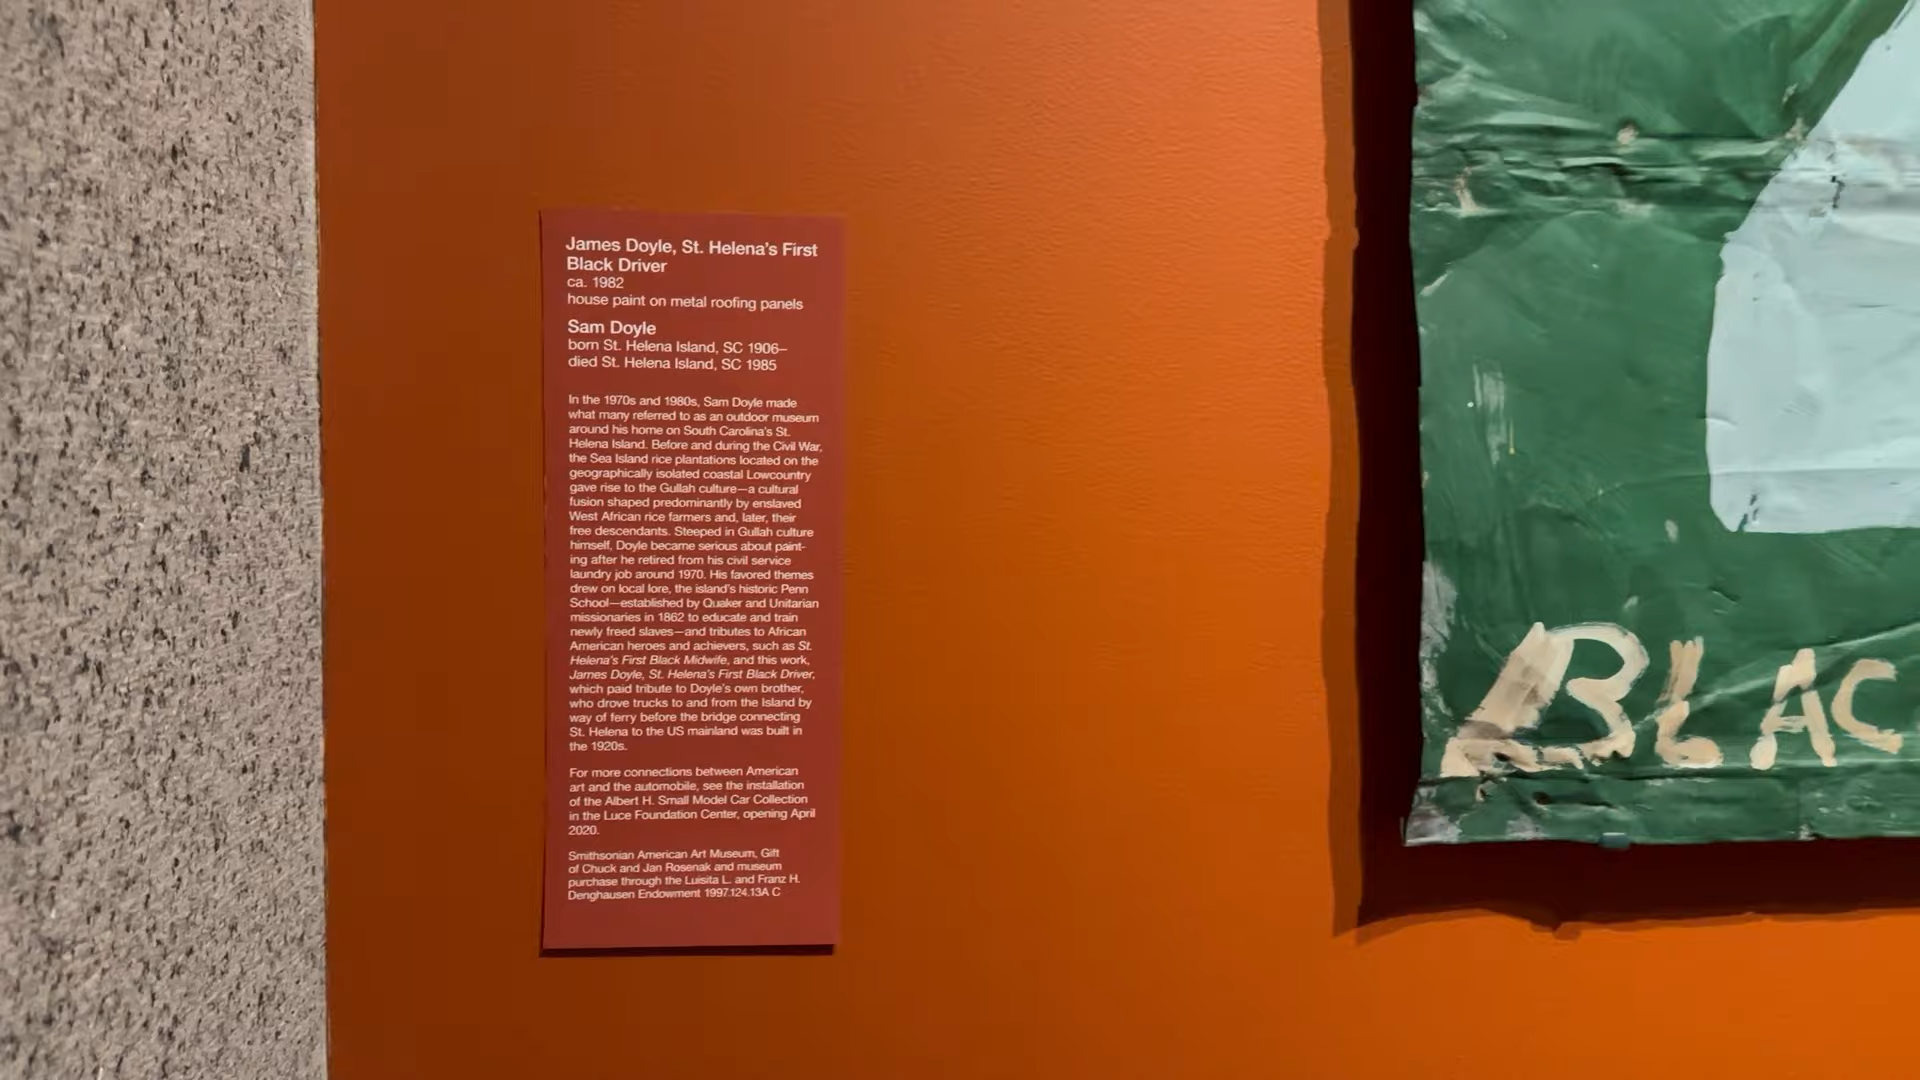 James Doyle, St. Helena's First
Black Driver
ca. 1982
house paint on metal roofing panels
Sam Doyle
born St. Helena Island, SC 1906–
died St. Helena Island, SC 1985
In the 1970s and 1980s, Sam Doyle made
what many referred to as an outdoor museum
around his home on South Carolina's St.
Helena Island. Before and during the Civil War,
the Sea Island rice plantations located on the
geographically isolated coastal Lowcountry
gave rise to the Gullah culture—a cultural
fusion shaped predominantly by enslaved
West African rice farmers and, later, their
free descendants. Steeped in Gullah culture
himself, Doyle became serious about paint-
ing after he retired from his civil service
laundry job around 1970. His favored themes
drew on local lore, the island's historic Penn
School—established by Quaker and Unitarian
missionaries in 1862 to educate and train
newly freed slaves—and tributes to African
American heroes and achievers, such as St.
Helena's First Black Midwife, and this work,
James Doyle, St. Helena's First Black Driver,
which paid tribute to Doyle's own brother,
who drove trucks to and from the Island by
way of ferry before the bridge connecting
St. Helena to the US mainland was built in
the 1920s.
For more connections between American
art and the automobile, see the installation
of the Albert H. Small Model Car Collection
in the Luce Foundation Center, opening April
2020.
Smithsonian American Art Museum, Gift
of Chuck and Jan Rosenak and museum
purchase through the Luisita L. and Franz H.
Denghausen Endowment 1997.124.13A C
BLAC